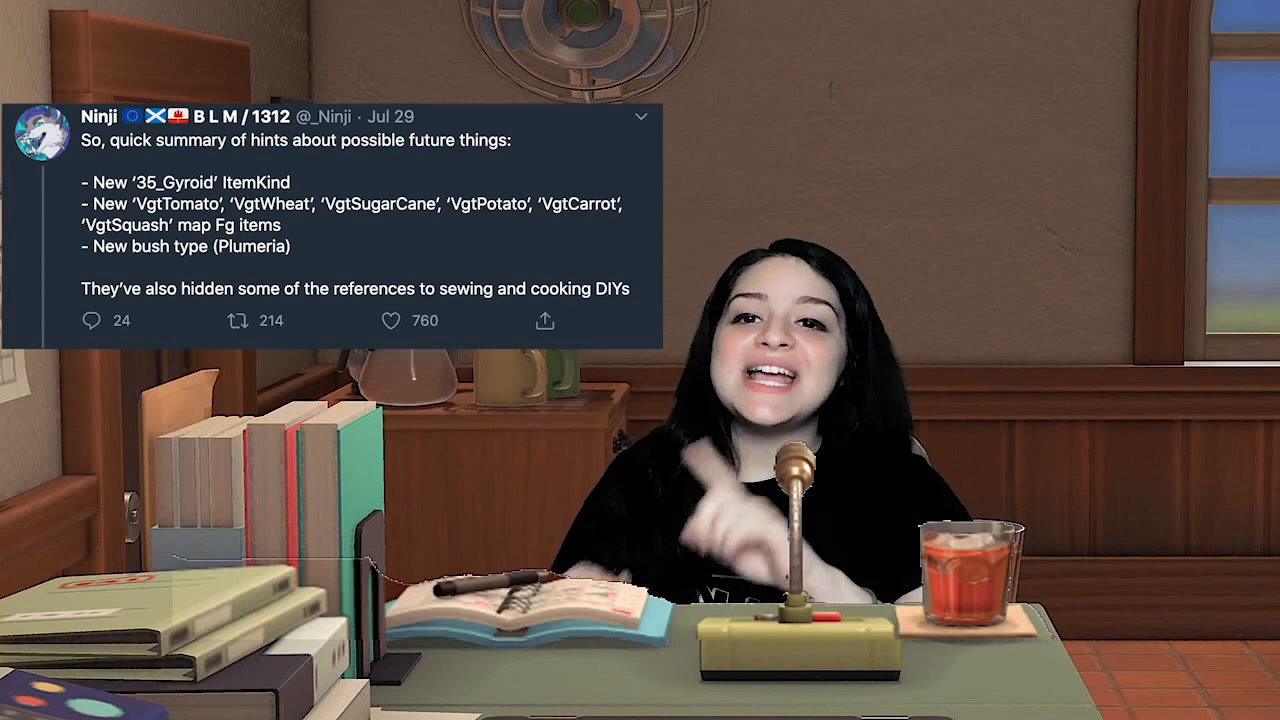 Ninji 🇪🇺🏴󠁧󠁢󠁳󠁣󠁴󠁿🇬🇮 B L M / 1312 @_Ninji · Jul 29
So, quick summary of hints about possible future things:
- New ‘35_Gyroid’ ItemKind
- New ‘VgtTomato’, ‘VgtWheat’, ‘VgtSugarCane’, ‘VgtPotato’, ‘VgtCarrot’,
‘VgtSquash’ map Fg items
- New bush type (Plumeria)
They’ve also hidden some of the references to sewing and cooking DIYs
24 214 760